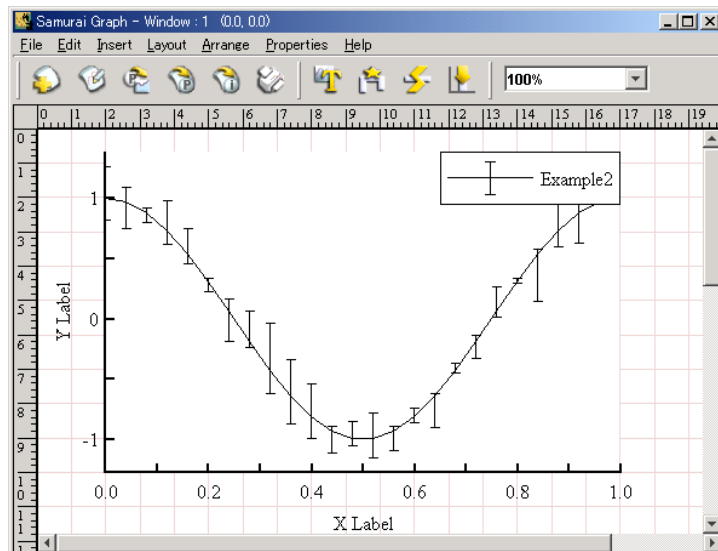 Samurai Graph - Window : 1 (0.0, 0.0)
File Edit Insert Layout Arrange Properties Help
100%
0 1 2 3 4 5 6 7 8 9 10 11 12 13 14 15 16 17 18 19
0
1
2
3
4
5
6
7
8
9
10
11
Example2
1
0
-1
Y Label
0.0 0.2 0.4 0.6 0.8 1.0
X Label